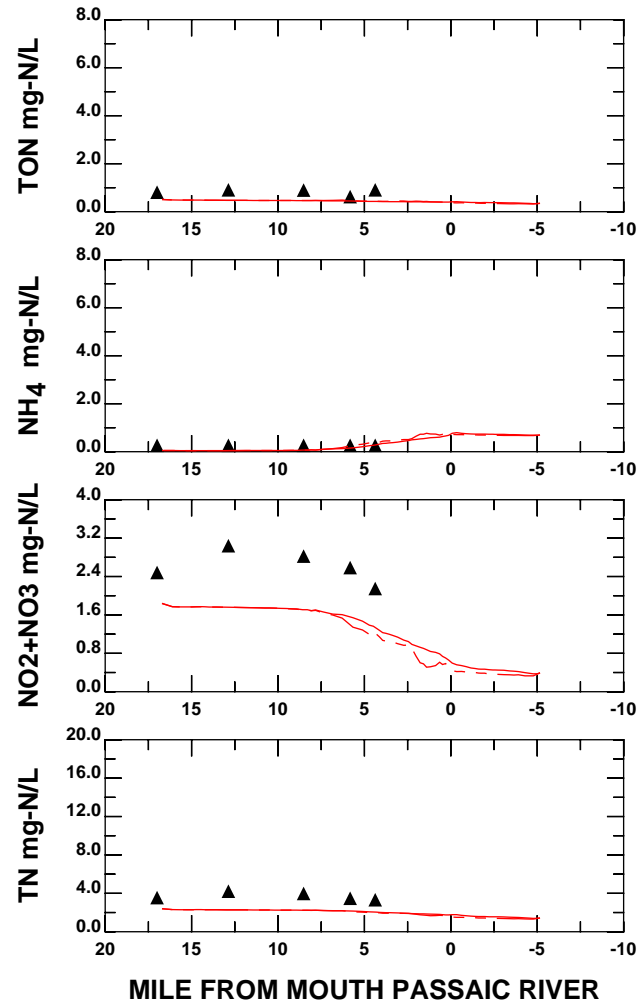 TON mg-N/L
8.0
6.0
4.0
2.0
0.0
20 15 10 5 0 -5 -10
NH4 mg-N/L
8.0
6.0
4.0
2.0
0.0
20 15 10 5 0 -5 -10
NO2+NO3 mg-N/L
4.0
3.2
2.4
1.6
0.8
0.0
20 15 10 5 0 -5 -10
TN mg-N/L
20.0
16.0
12.0
8.0
4.0
0.0
20 15 10 5 0 -5 -10
MILE FROM MOUTH PASSAIC RIVER